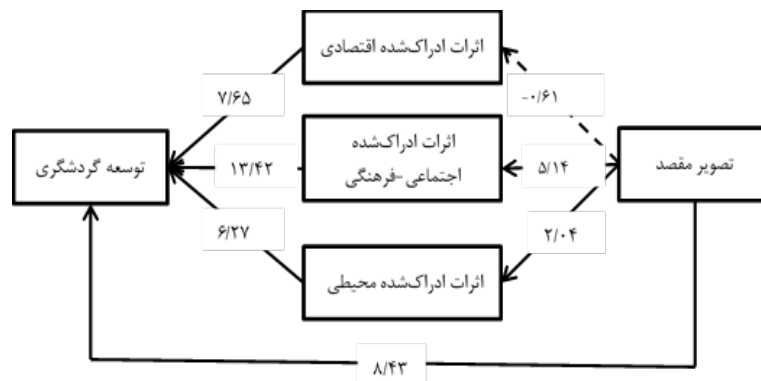 اثرات ادراک‌شده اقتصادی
۷/۶۵
-۰/۶۱
اثرات ادراک‌شده
اجتماعی-فرهنگی
توسعه گردشگری
۱۳/۴۲
۵/۱۴
تصویر مقصد
۶/۲۷
۲/۰۴
اثرات ادراک‌شده محیطی
۸/۴۳